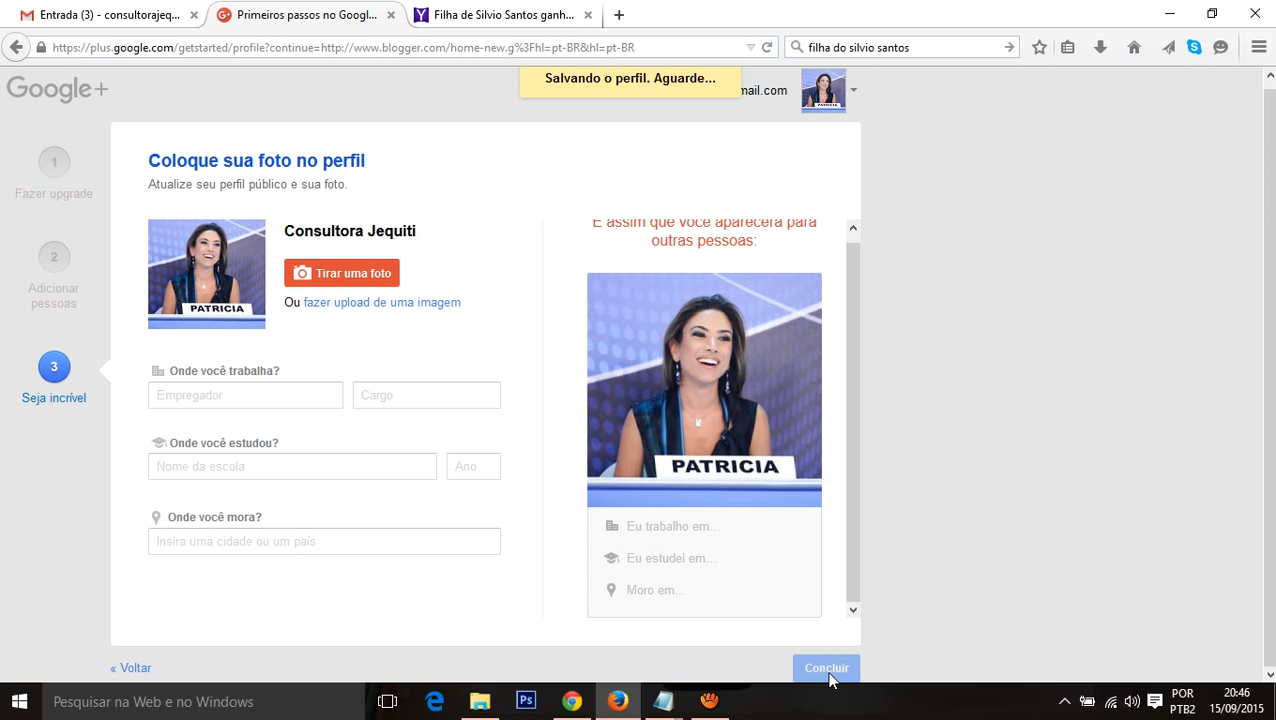 Entrada (3) - consultorajeq...
Primeiros passos no Googl...
Filha de Silvio Santos ganh...
https://plus.google.com/getstarted/profile?continue=http://www.blogger.com/home-new.g%3Fhl=pt-BR&hl=pt-BR
filha do silvio santos
Google+
Salvando o perfil. Aguarde...
mail.com
PATRICIA
1
Fazer upgrade
2
Adicionar
pessoas
3
Seja incrível
Coloque sua foto no perfil
Atualize seu perfil público e sua foto.
PATRICIA
Consultora Jequiti
Tirar uma foto
Ou fazer upload de uma imagem
Onde você trabalha?
Empregador
Cargo
Onde você estudou?
Nome da escola
Ano
Onde você mora?
Insira uma cidade ou um país
É assim que você aparecerá para
outras pessoas:
PATRICIA
Eu trabalho em...
Eu estudei em...
Moro em...
« Voltar
Concluir
Pesquisar na Web e no Windows
Ps
POR
PTB2
20:46
15/09/2015